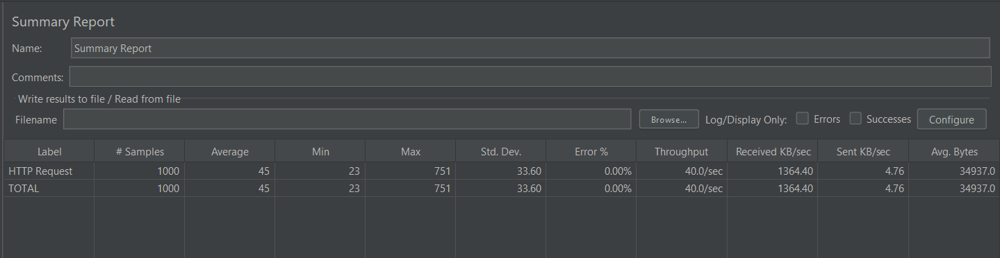 Summary Report
Name: Summary Report
Comments:
Write results to file / Read from file
Filename Browse... Log/Display Only: Errors Successes Configure
Label # Samples Average Min Max Std. Dev. Error % Throughput Received KB/sec Sent KB/sec Avg. Bytes
HTTP Request 1000 45 23 751 33.60 0.00% 40.0/sec 1364.40 4.76 34937.0
TOTAL 1000 45 23 751 33.60 0.00% 40.0/sec 1364.40 4.76 34937.0